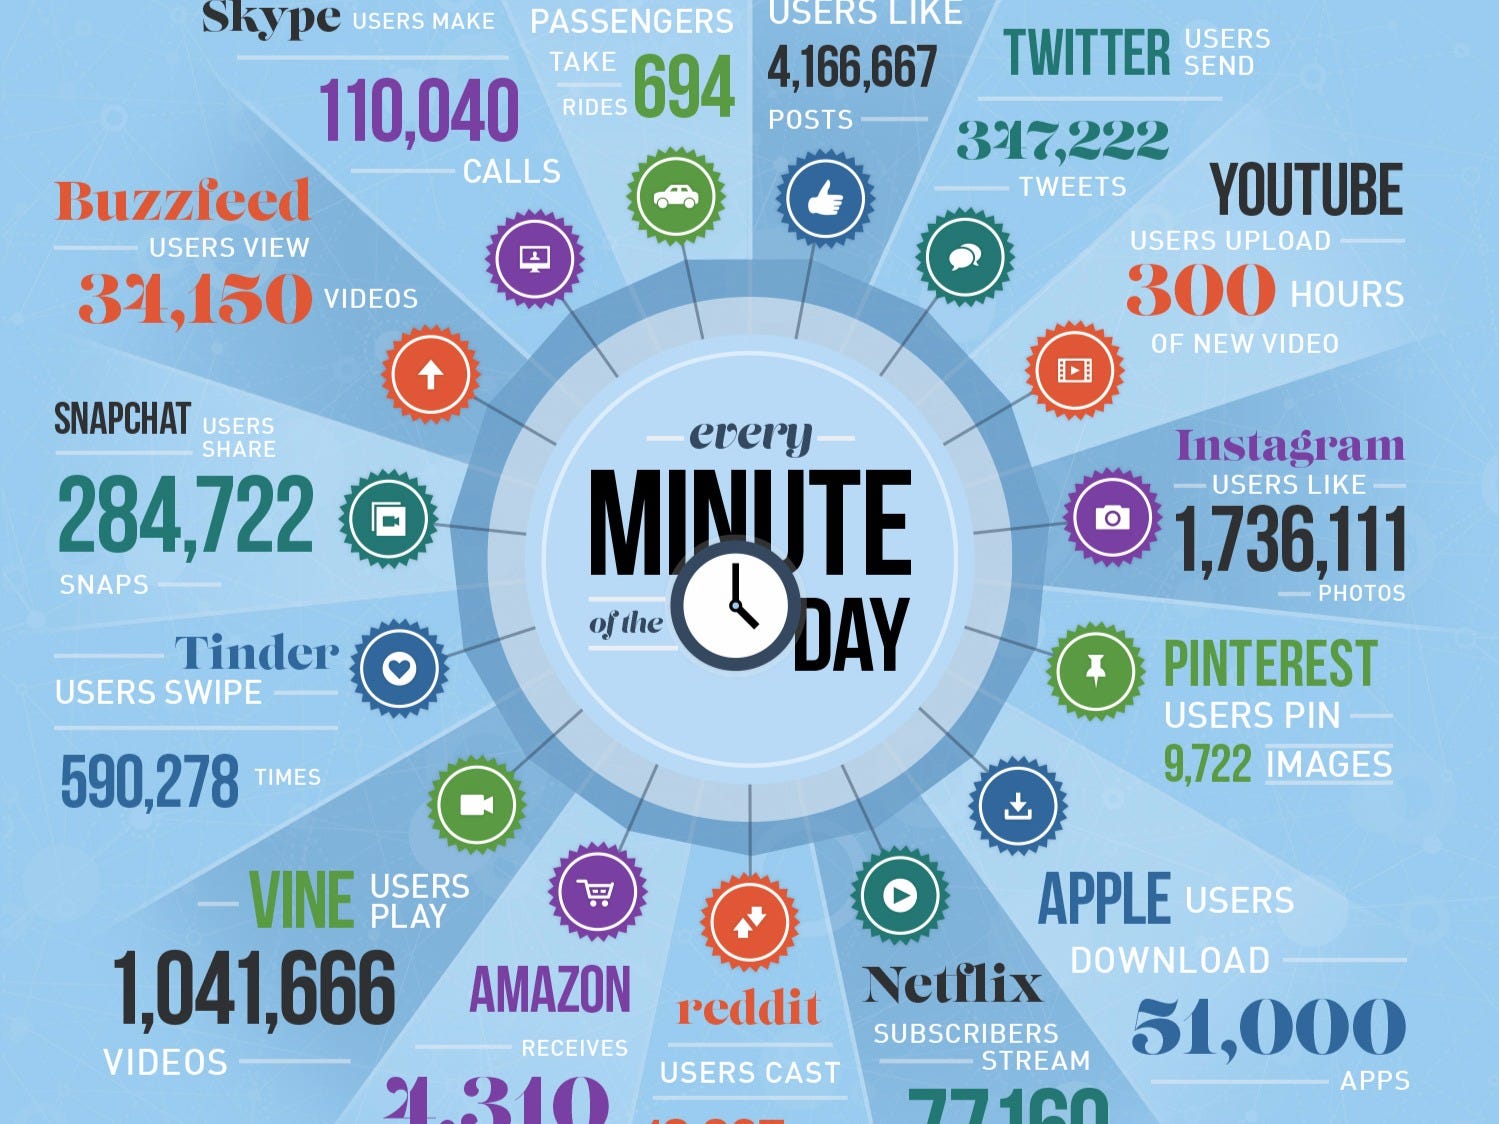 Skype USERS MAKE
110,040
CALLS
PASSENGERS
TAKE
RIDES 694
USERS LIKE
4,166,667
POSTS
TWITTER USERS
SEND
347,222
TWEETS
YOUTUBE
USERS UPLOAD
300 HOURS
OF NEW VIDEO
Buzzfeed
USERS VIEW
34,150 VIDEOS
SNAPCHAT USERS
SHARE
284,722
SNAPS
every
MINUTE
of the DAY
Instagram
USERS LIKE
1,736,111
PHOTOS
Tinder
USERS SWIPE
590,278 TIMES
PINTEREST
USERS PIN
9,722 IMAGES
VINE USERS
PLAY
1,041,666
VIDEOS
AMAZON
RECEIVES
4,310
reddit
USERS CAST
Netflix
SUBSCRIBERS
STREAM
77,160
APPLE USERS
DOWNLOAD
51,000
APPS